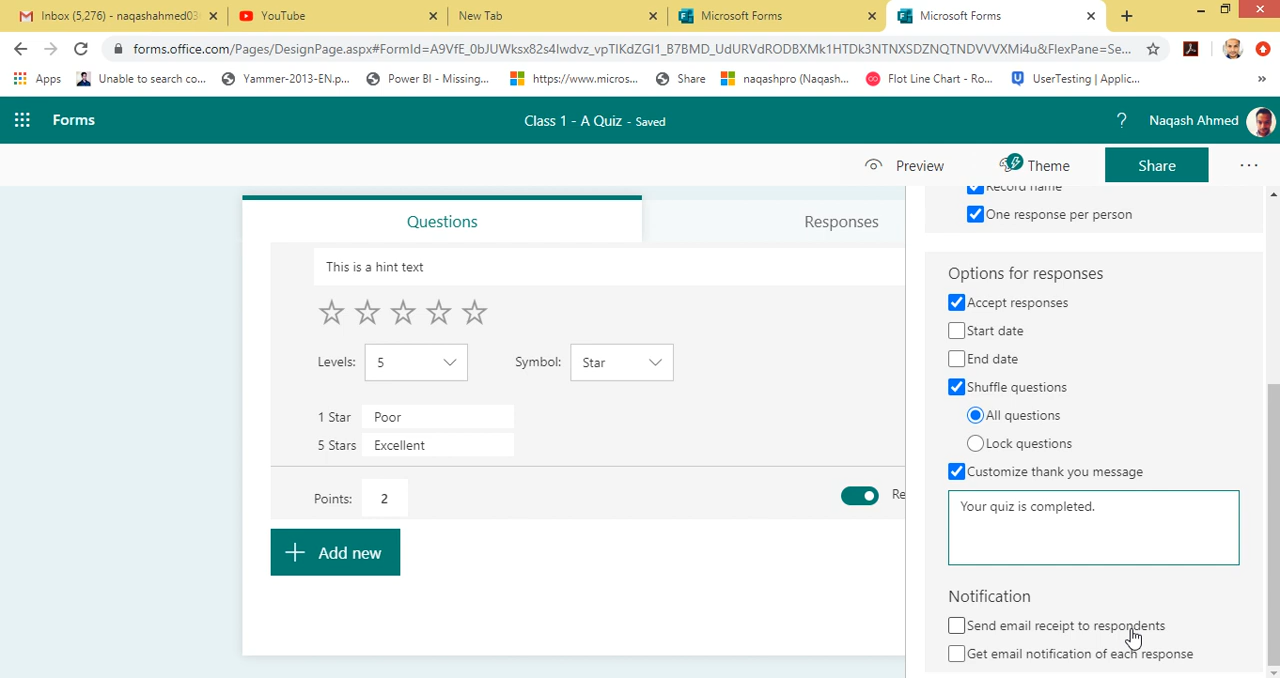 Inbox (5,276) - naqashahmed03
YouTube
New Tab
Microsoft Forms
Microsoft Forms
forms.office.com/Pages/DesignPage.aspx#FormId=A9VfE_0bJUWksx82s4Iwdvz_vpTIKdZGI1_B7BMD_UdURVdRODBXMk1HTDk3NTNXSDZNQTNDVVVXMi4u&FlexPane=Se...
Apps
Unable to search co...
Yammer-2013-EN.p...
Power BI - Missing...
https://www.micros...
Share
naqashpro (Naqash...
Flot Line Chart - Ro...
UserTesting | Applic...
»
Forms
Class 1 - A Quiz - Saved
?
Naqash Ahmed
Preview
Theme
Share
...
Questions
Responses
Record name
One response per person
This is a hint text
Levels:
5
Symbol:
Star
1 Star
Poor
5 Stars
Excellent
Points:
2
Re
+ Add new
Options for responses
Accept responses
Start date
End date
Shuffle questions
All questions
Lock questions
Customize thank you message
Your quiz is completed.
Notification
Send email receipt to respondents
Get email notification of each response